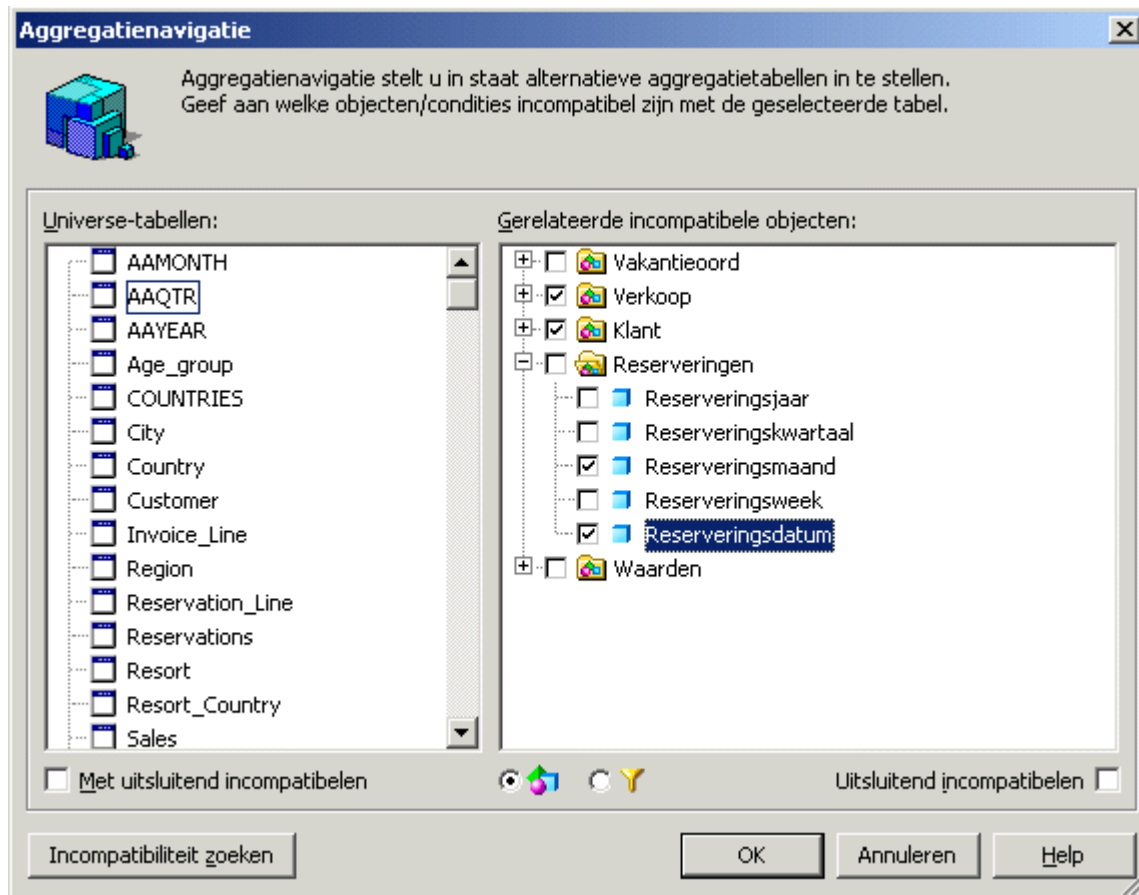 Aggregatienavigatie
Aggregatienavigatie stelt u in staat alternatieve aggregatietabellen in te stellen.
Geef aan welke objecten/condities incompatibel zijn met de geselecteerde tabel.
Universe-tabellen:
AAMONTH
AAQTR
AAYEAR
Age_group
COUNTRIES
City
Country
Customer
Invoice_Line
Region
Reservation_Line
Reservations
Resort
Resort_Country
Sales
Met uitsluitend incompatibelen
Gerelateerde incompatibele objecten:
Vakantieoord
Verkoop
Klant
Reserveringen
Reserveringsjaar
Reserveringskwartaal
Reserveringsmaand
Reserveringsweek
Reserveringsdatum
Waarden
Uitsluitend incompatibelen
Incompatibiliteit zoeken
OK
Annuleren
Help